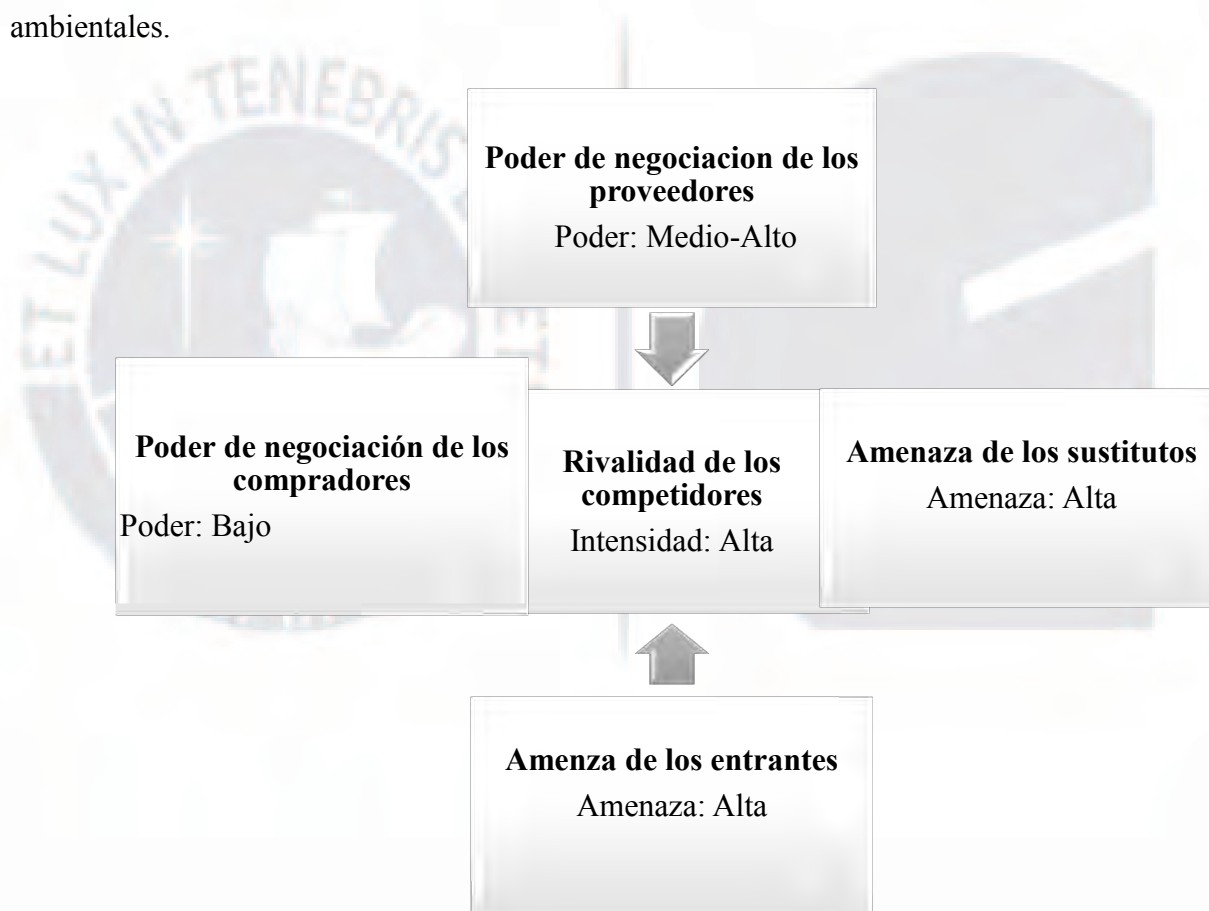 ambientales.
ET LUX IN TENEBRIS
ET
Poder de negociacion de los
proveedores
Poder: Medio-Alto
Poder de negociación de los
compradores
Poder: Bajo
Rivalidad de los
competidores
Intensidad: Alta
Amenaza de los sustitutos
Amenaza: Alta
Amenza de los entrantes
Amenaza: Alta